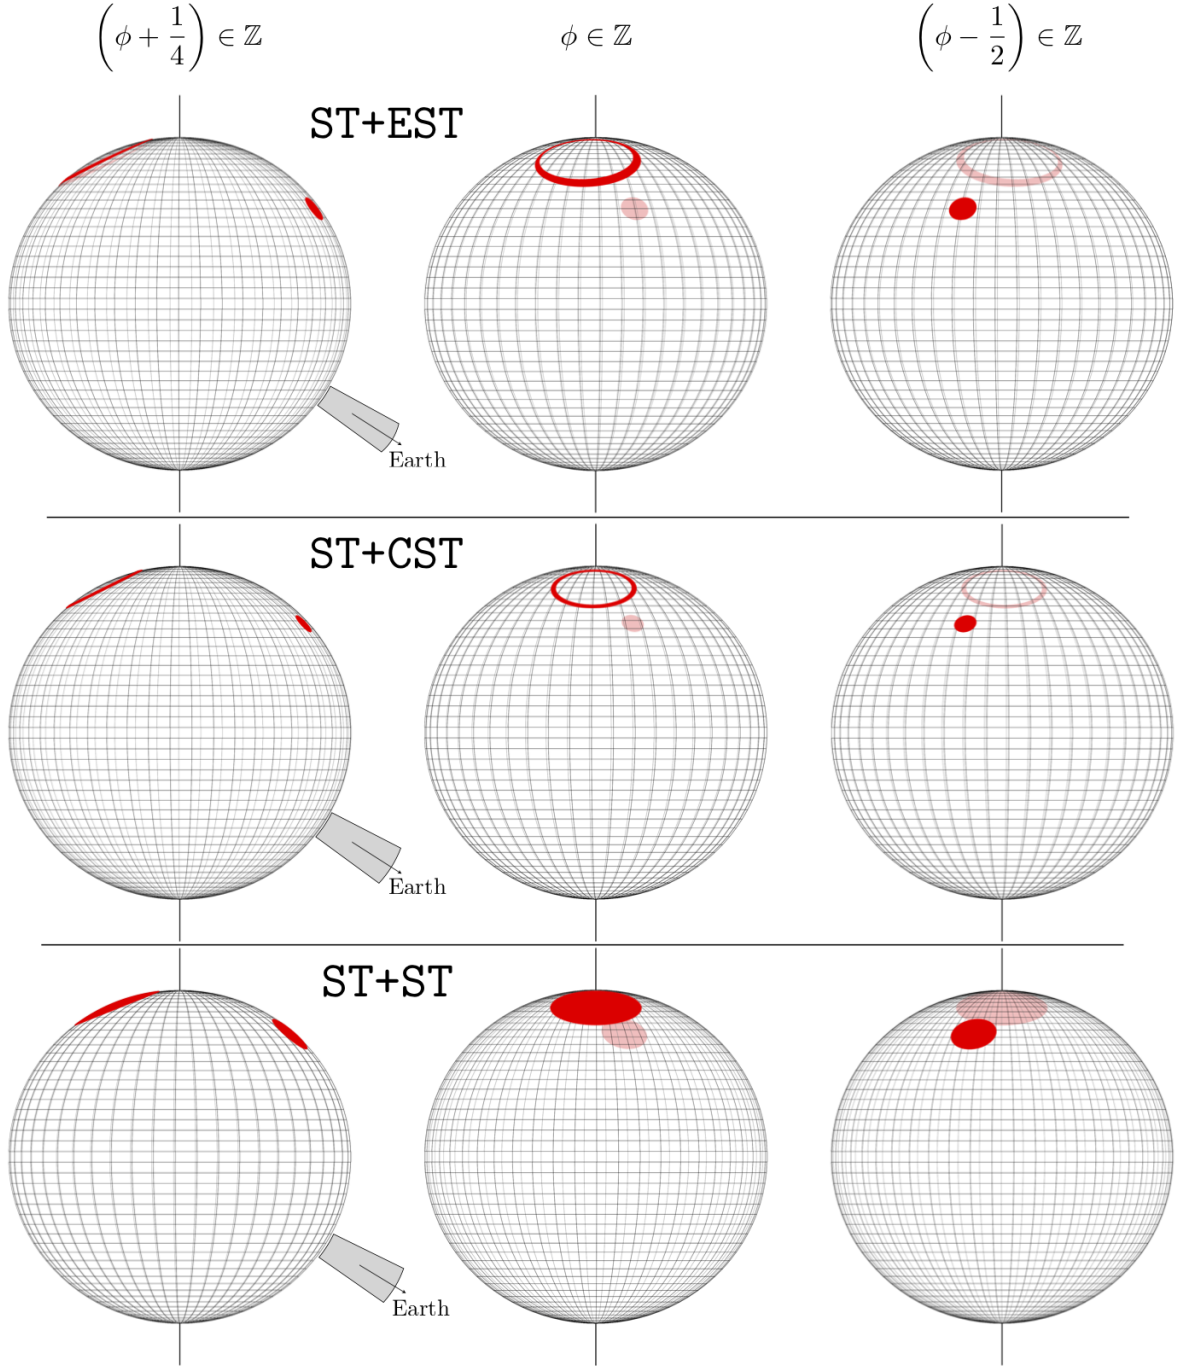 (ϕ + 1/4) ∈ ℤ
ϕ ∈ ℤ
(ϕ − 1/2) ∈ ℤ
ST+EST
Earth
ST+CST
Earth
ST+ST
Earth